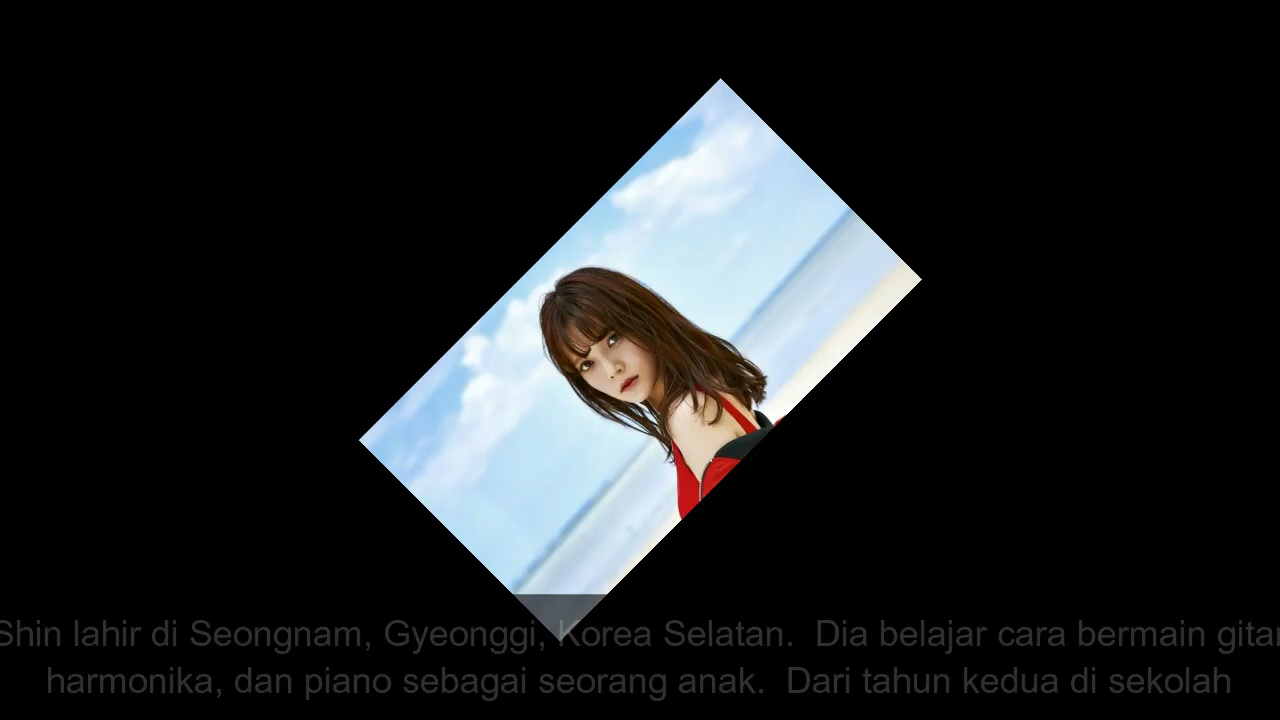 Shin lahir di Seongnam, Gyeonggi, Korea Selatan.  Dia belajar cara bermain gitar
harmonika, dan piano sebagai seorang anak.  Dari tahun kedua di sekolah